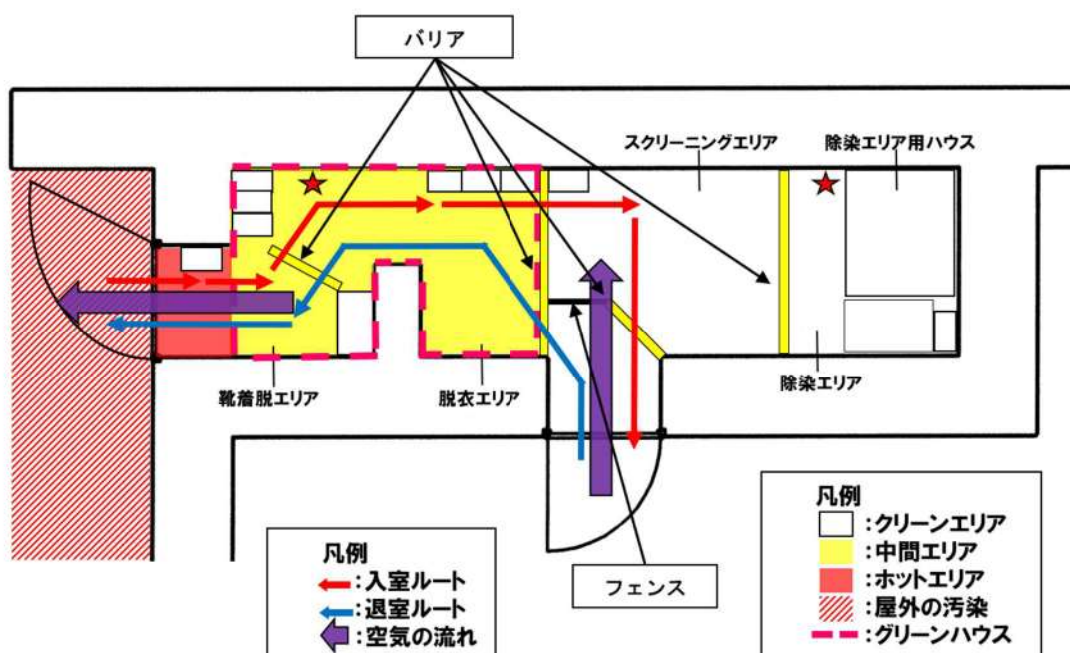 バリア
スクリーニングエリア
除染エリア用ハウス
靴着脱エリア
脱衣エリア
除染エリア
フェンス
凡例
:入室ルート
:退室ルート
:空気の流れ
凡例
:クリーンエリア
:中間エリア
:ホットエリア
:屋外の汚染
:グリーンハウス